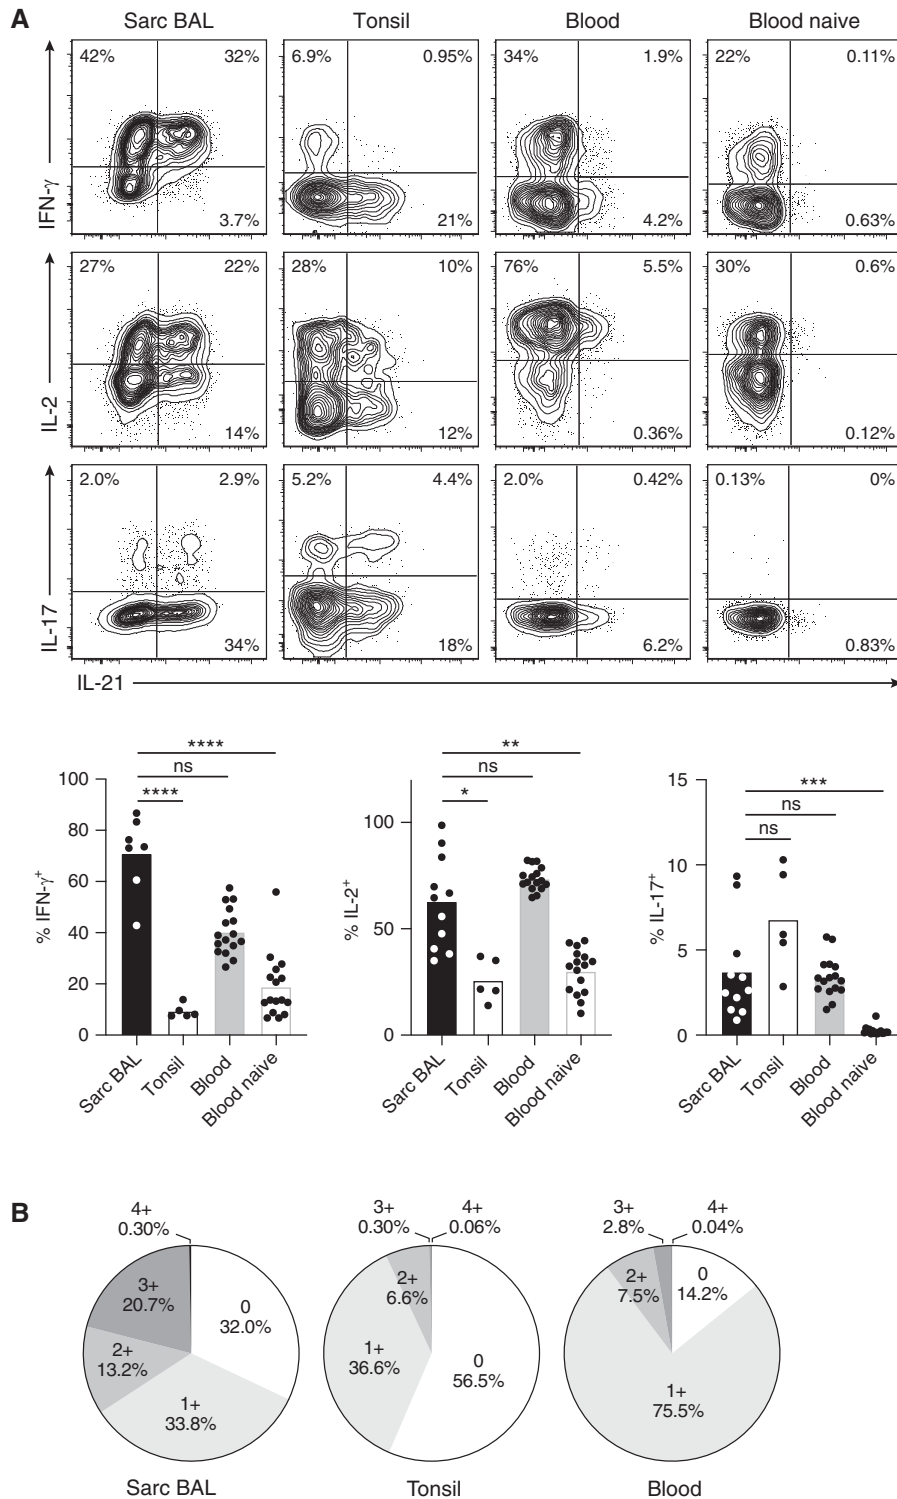 A
Sarc BAL
Tonsil
Blood
Blood naive
IFN-γ
42%
32%
3.7%
6.9%
0.95%
21%
34%
1.9%
4.2%
22%
0.11%
0.63%
IL-2
27%
22%
14%
28%
10%
12%
76%
5.5%
0.36%
30%
0.6%
0.12%
IL-17
2.0%
2.9%
34%
5.2%
4.4%
18%
2.0%
0.42%
6.2%
0.13%
0%
0.83%
IL-21
% IFN-γ+
100
80
60
40
20
0
****
ns
****
Sarc BAL
Tonsil
Blood
Blood naive
% IL-2+
100
50
0
**
ns
*
Sarc BAL
Tonsil
Blood
Blood naive
% IL-17+
15
10
5
0
***
ns
ns
Sarc BAL
Tonsil
Blood
Blood naive
B
4+
0.30%
3+
20.7%
0
32.0%
2+
13.2%
1+
33.8%
Sarc BAL
3+
0.30%
4+
0.06%
2+
6.6%
1+
36.6%
0
56.5%
Tonsil
3+
2.8%
4+
0.04%
2+
7.5%
0
14.2%
1+
75.5%
Blood